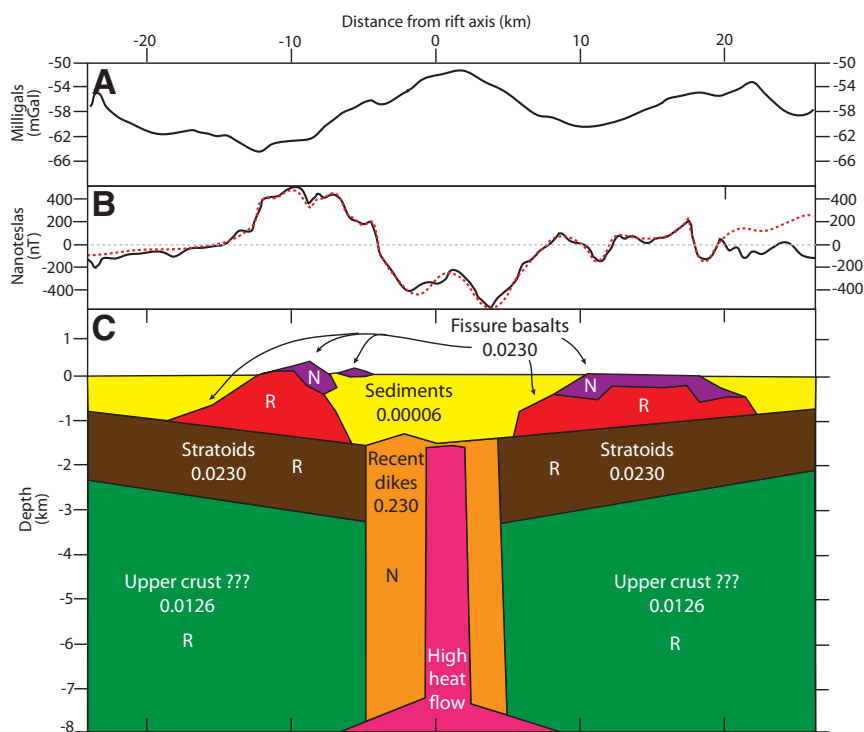 Distance from rift axis (km)
-20 -10 0 10 20
A
Milligals
(mGal)
-50 -50
-54 -54
-58 -58
-62 -62
-66 -66
B
Nanoteslas
(nT)
400 400
200 200
0 0
-200 -200
-400 -400
C
Depth
(km)
1
0
-1
-2
-3
-4
-5
-6
-7
-8
Fissure basalts
0.0230
N
N
R
R
Sediments
0.00006
Stratoids
0.0230
R
Recent
dikes
0.230
N
R
Stratoids
0.0230
Upper crust ???
0.0126
R
Upper crust ???
0.0126
R
High
heat
flow